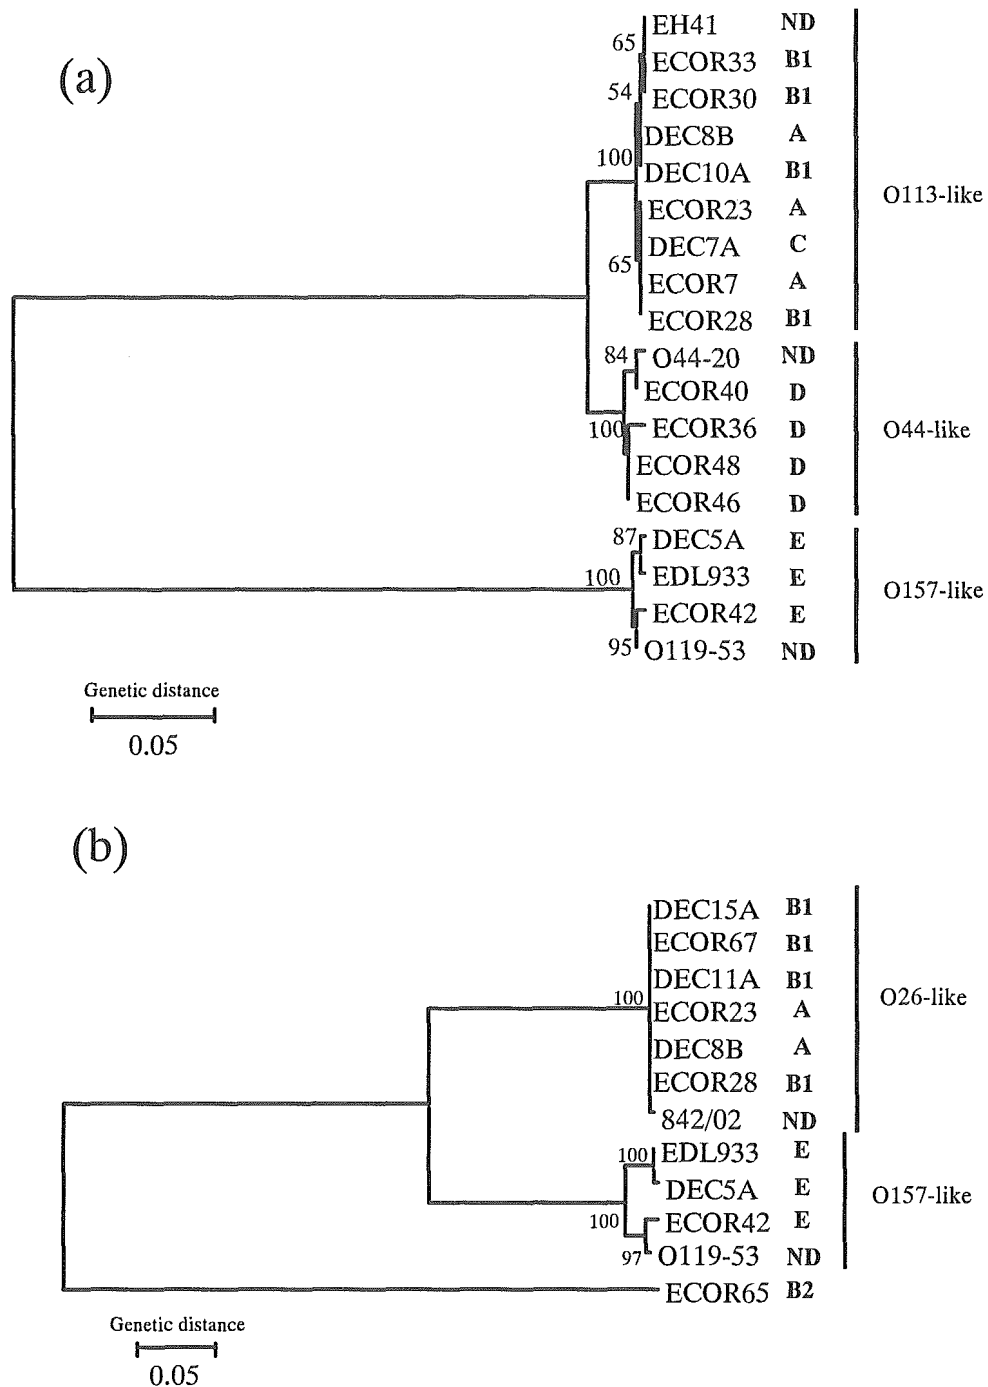 (a)
65
54
100
65
EH41 ND
ECOR33 B1
ECOR30 B1
DEC8B A
DEC10A B1
ECOR23 A
DEC7A C
ECOR7 A
ECOR28 B1
O113-like
84
100
O44-20 ND
ECOR40 D
ECOR36 D
ECOR48 D
ECOR46 D
O44-like
87
100
95
DEC5A E
EDL933 E
ECOR42 E
O119-53 ND
O157-like
Genetic distance
0.05
(b)
100
DEC15A B1
ECOR67 B1
DEC11A B1
ECOR23 A
DEC8B A
ECOR28 B1
842/02 ND
O26-like
100
100
97
EDL933 E
DEC5A E
ECOR42 E
O119-53 ND
O157-like
ECOR65 B2
Genetic distance
0.05